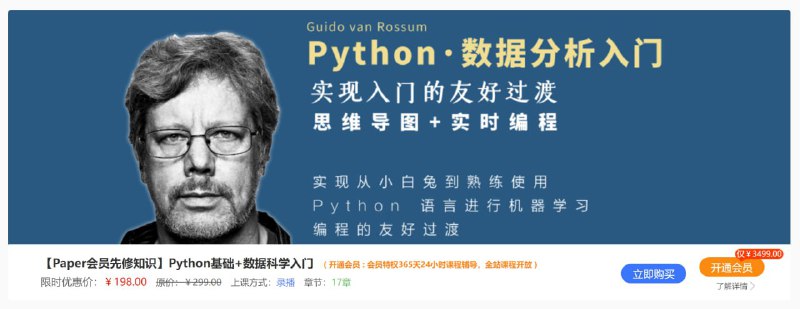 Guido van Rossum
Python·数据分析入门
实现入门的友好过渡
思维导图+实时编程
实现从小白兔到熟练使用
Python 语言进行机器学习
编程的友好过渡
【Paper会员先修知识】Python基础+数据科学入门 （开通会员：会员特权365天24小时课程辅导，全站课程开放）
限时优惠价：￥198.00 原价：￥299.00 上课方式：录播 章节：17章
立即购买
仅￥3499.00
开通会员
了解详情 >